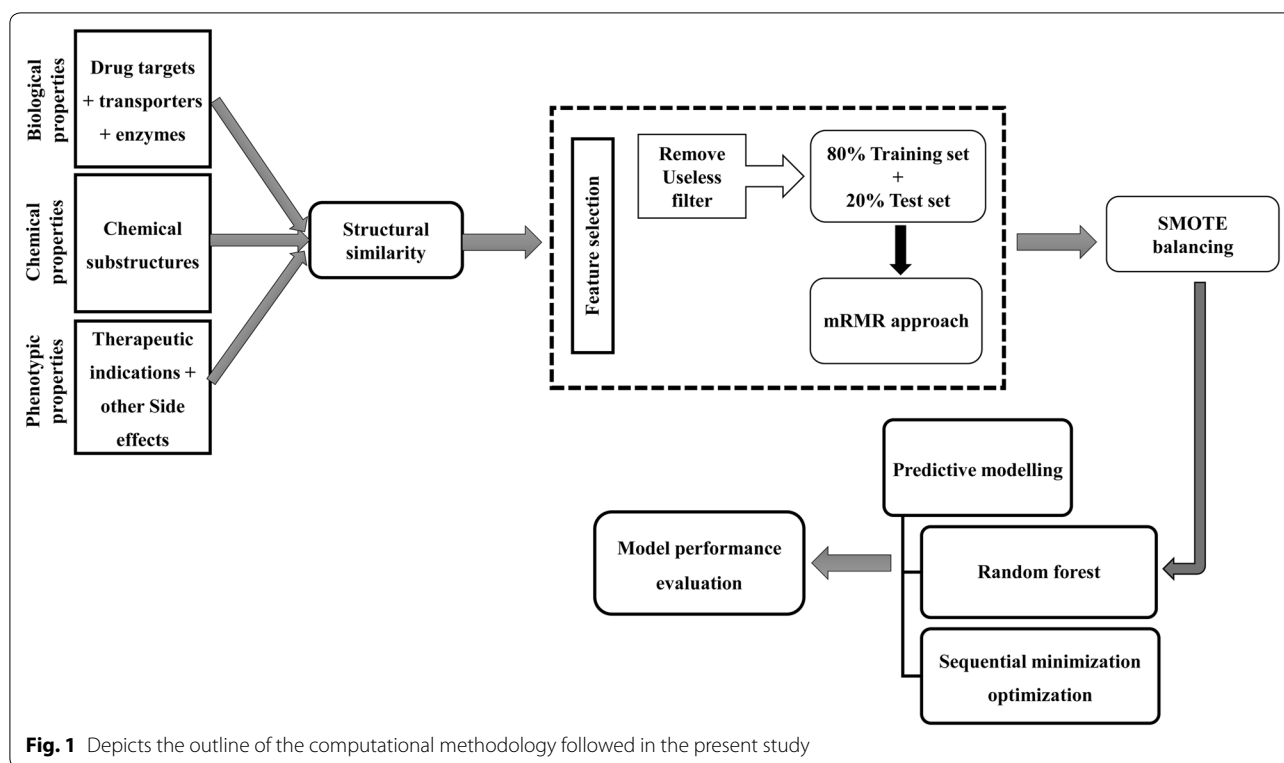 Biological
properties
Drug targets
+ transporters
+ enzymes
Chemical
properties
Chemical
substructures
Phenotypic
properties
Therapeutic
indications +
other Side
effects
Structural
similarity
Feature selection
Remove
Useless
filter
80% Training set
+
20% Test set
mRMR approach
SMOTE
balancing
Predictive modelling
Random forest
Sequential minimization
optimization
Model performance
evaluation
Fig. 1 Depicts the outline of the computational methodology followed in the present study